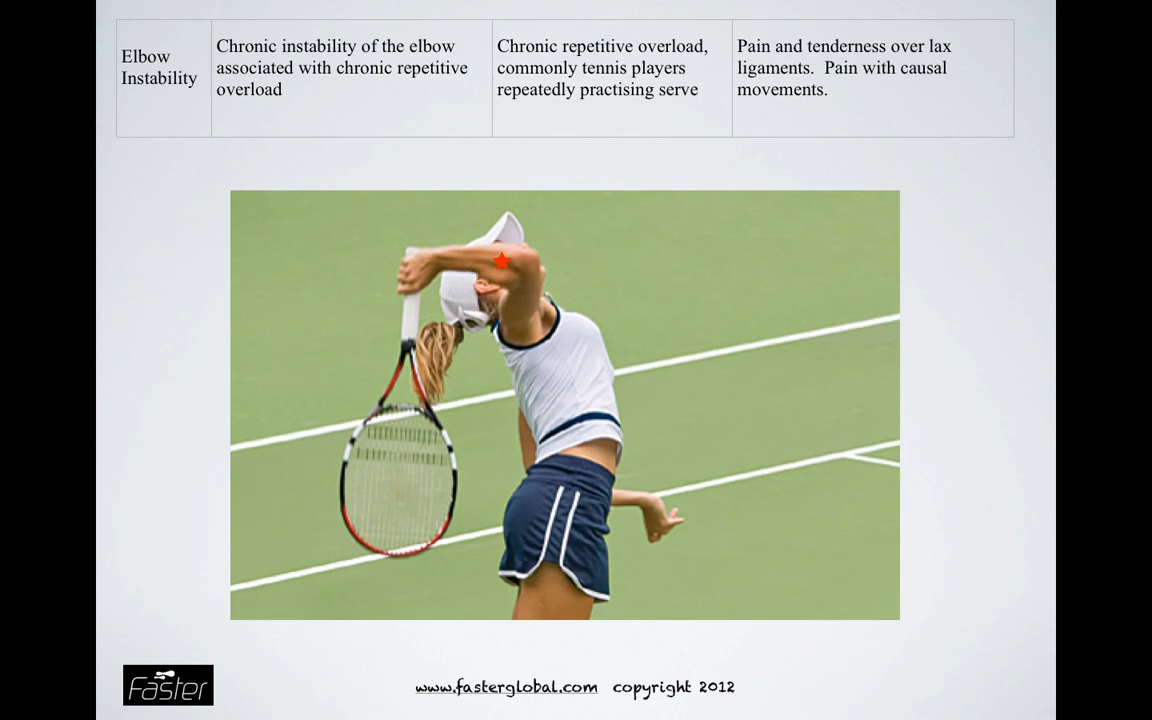 Elbow
Instability
Chronic instability of the elbow
associated with chronic repetitive
overload
Chronic repetitive overload,
commonly tennis players
repeatedly practising serve
Pain and tenderness over lax
ligaments.  Pain with causal
movements.
Faster
www.fasterglobal.com   copyright 2012